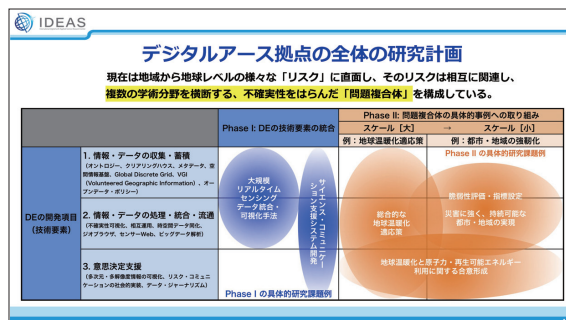 IDEAS
デジタルアース拠点の全体の研究計画
現在は地域から地球レベルの様々な「リスク」に直面し、そのリスクは相互に関連し、
複数の学術分野を横断する、不確実性をはらんだ「問題複合体」を構成している。
Phase I: DEの技術要素の統合
Phase II: 問題複合体の具体的事例への取り組み
スケール［大］ → スケール［小］
例：地球温暖化適応策
例：都市・地域の強靭化
DEの開発項目
（技術要素）
1. 情報・データの収集・蓄積
（オントロジー、クリアリングハウス、メタデータ、空
間情報基盤、Global Discrete Grid、VGI
（Volunteered Geographic Information）、オー
プンデータ・ポリシー）
2. 情報・データの処理・統合・流通
（不確実性可視化、相互運用、時空間データ同化、
ジオブラウザ、センサーWeb、ビッグデータ解析）
3. 意思決定支援
（多次元・多解像度情報の可視化、リスク・コミュニ
ケーションの社会的実装、データ・ジャーナリズム）
大規模
リアルタイム
センシング
データ統合・
可視化手法
サイエンス・コミュニケー
ション支援システム開発
Phase I の具体的研究課題例
Phase II の具体的研究課題例
脆弱性評価・指標設定
災害に強く、持続可能な
都市・地域の実現
総合的な
地球温暖化
適応策
地球温暖化と原子力・再生可能エネルギー
利用に関する合意形成